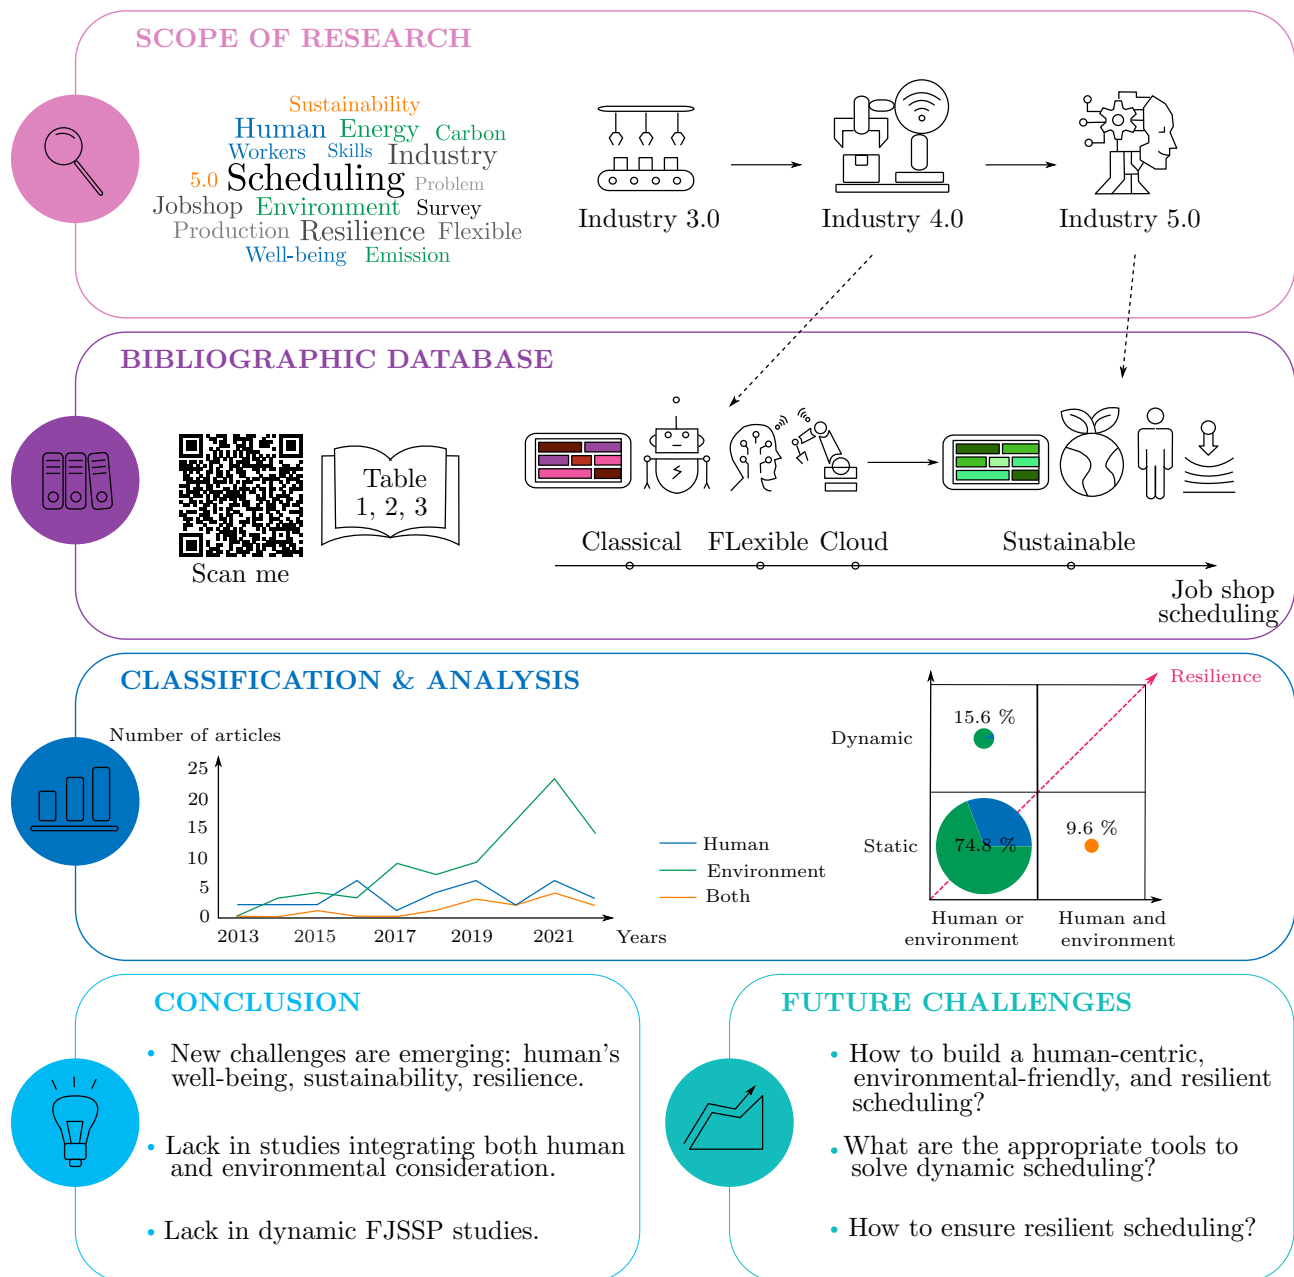 SCOPE OF RESEARCH
Sustainability
Human Energy Carbon
Workers Skills Industry
5.0 Scheduling Problem
Jobshop Environment Survey
Production Resilience Flexible
Well-being Emission
Industry 3.0
Industry 4.0
Industry 5.0
BIBLIOGRAPHIC DATABASE
Scan me
Table
1, 2, 3
Classical
FLexible
Cloud
Sustainable
Job shop
scheduling
CLASSIFICATION & ANALYSIS
Number of articles
25
20
15
10
5
0
2013
2015
2017
2019
2021
Years
Human
Environment
Both
Resilience
Dynamic
Static
15.6 %
74.8 %
9.6 %
Human or
environment
Human and
environment
CONCLUSION
• New challenges are emerging: human's
well-being, sustainability, resilience.
• Lack in studies integrating both human
and environmental consideration.
• Lack in dynamic FJSSP studies.
FUTURE CHALLENGES
• How to build a human-centric,
environmental-friendly, and resilient
scheduling?
• What are the appropriate tools to
solve dynamic scheduling?
• How to ensure resilient scheduling?